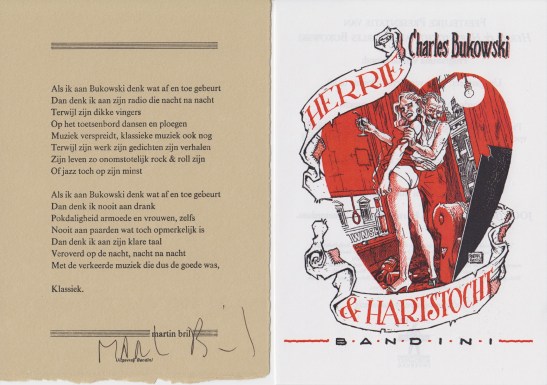 Als ik aan Bukowski denk wat af en toe gebeurt
Dan denk ik aan zijn radio die nacht na nacht
Terwijl zijn dikke vingers
Op het toetsenbord dansen en ploegen
Muziek verspreidt, klassieke muziek ook nog
Terwijl zijn werk zijn gedichten zijn verhalen
Zijn leven zo onomstotelijk rock & roll zijn
Of jazz toch op zijn minst

Als ik aan Bukowski denk wat af en toe gebeurt
Dan denk ik nooit aan drank
Pokdaligheid armoede en vrouwen, zelfs
Nooit aan paarden wat toch opmerkelijk is
Dan denk ik aan zijn klare taal
Veroverd op de nacht, nacht na nacht
Met de verkeerde muziek die dus de goede was,

Klassiek.

martin bril
Uitgeverij Bandini
Charles Bukowski
HERRIE
& HARTSTOCHT
BANDINI